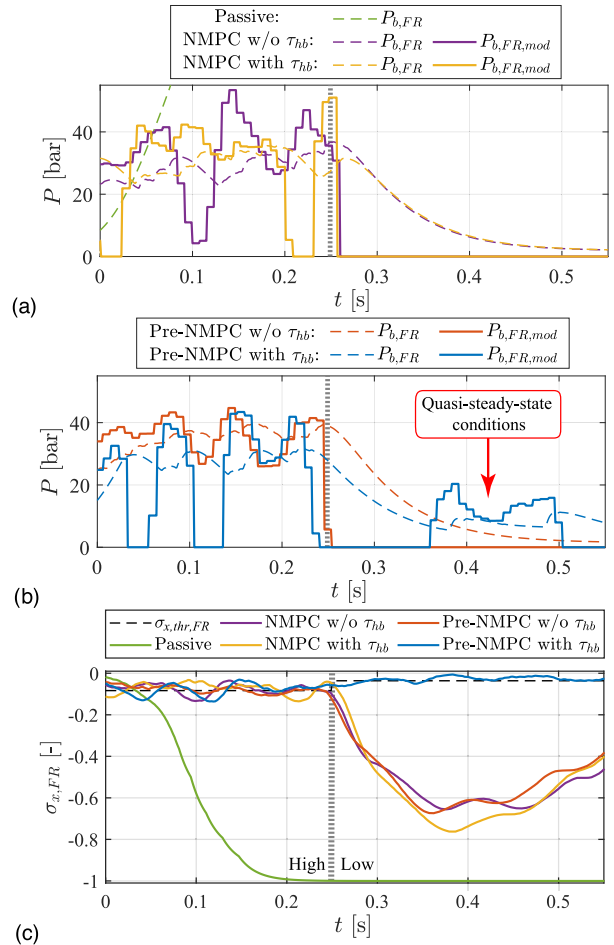 Passive: P_{b,FR}
NMPC w/o τ_{hb}: P_{b,FR} P_{b,FR,mod}
NMPC with τ_{hb}: P_{b,FR} P_{b,FR,mod}
40
20
0
P [bar]
0 0.1 0.2 0.3 0.4 0.5
t [s]
(a)
Pre-NMPC w/o τ_{hb}: P_{b,FR} P_{b,FR,mod}
Pre-NMPC with τ_{hb}: P_{b,FR} P_{b,FR,mod}
Quasi-steady-state
conditions
40
20
0
P [bar]
0 0.1 0.2 0.3 0.4 0.5
t [s]
(b)
σ_{x,thr,FR} NMPC w/o τ_{hb} Pre-NMPC w/o τ_{hb}
Passive NMPC with τ_{hb} Pre-NMPC with τ_{hb}
0
-0.2
-0.4
-0.6
-0.8
-1
σ_{x,FR} [-]
High Low
0 0.1 0.2 0.3 0.4 0.5
t [s]
(c)